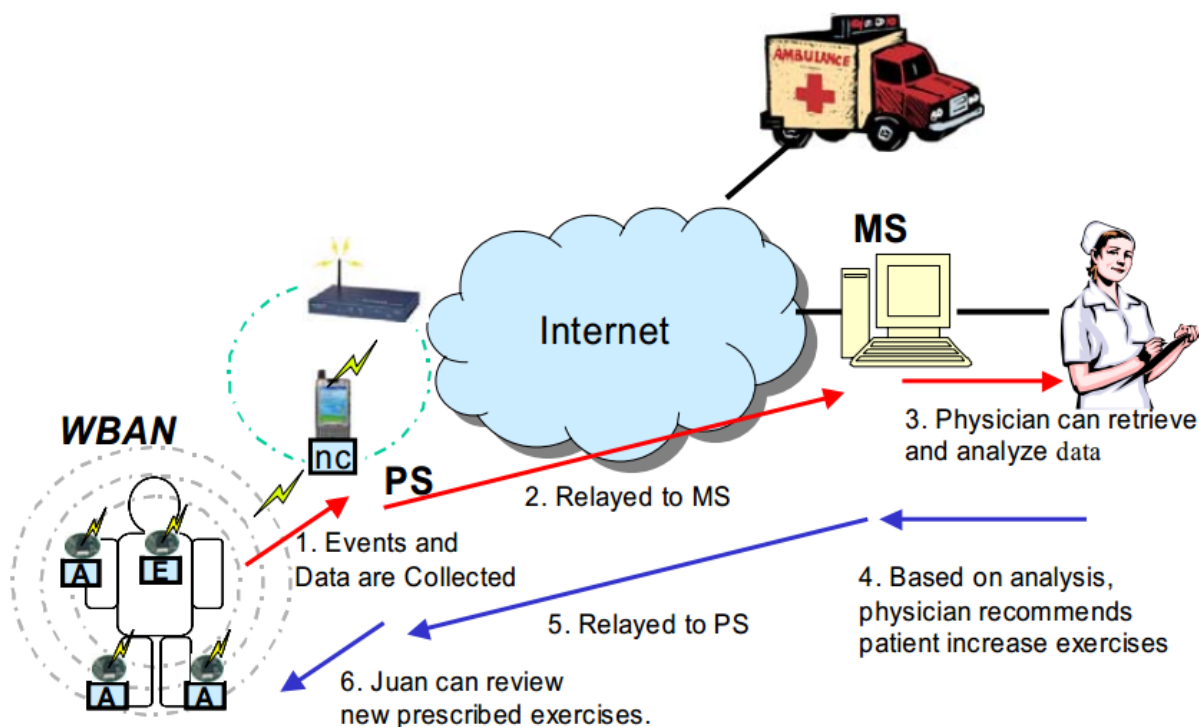 AMBULANCE
MS
Internet
WBAN
nc
PS
A
E
A
A
1. Events and
Data are Collected
2. Relayed to MS
3. Physician can retrieve
and analyze data
4. Based on analysis,
physician recommends
patient increase exercises
5. Relayed to PS
6. Juan can review
new prescribed exercises.